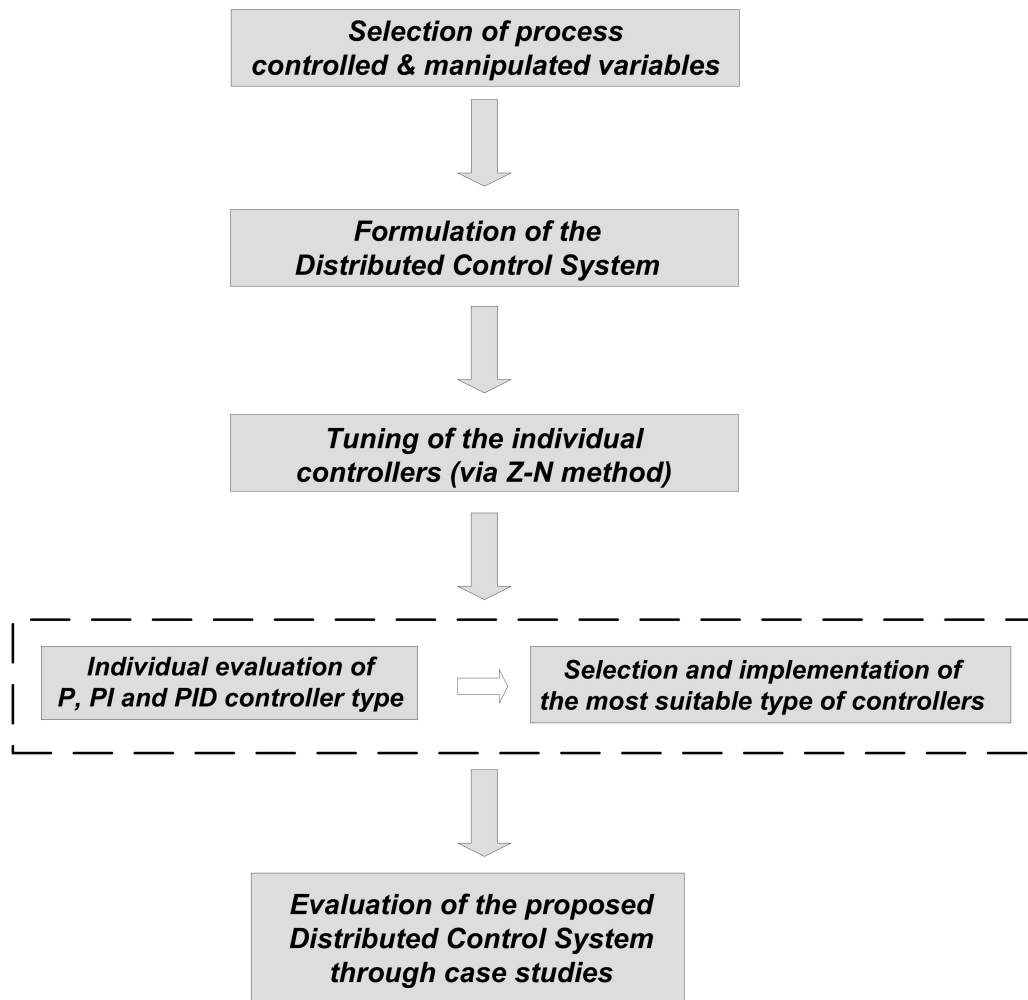 Selection of process
controlled & manipulated variables
Formulation of the
Distributed Control System
Tuning of the individual
controllers (via Z-N method)
Individual evaluation of
P, PI and PID controller type
Selection and implementation of
the most suitable type of controllers
Evaluation of the proposed
Distributed Control System
through case studies